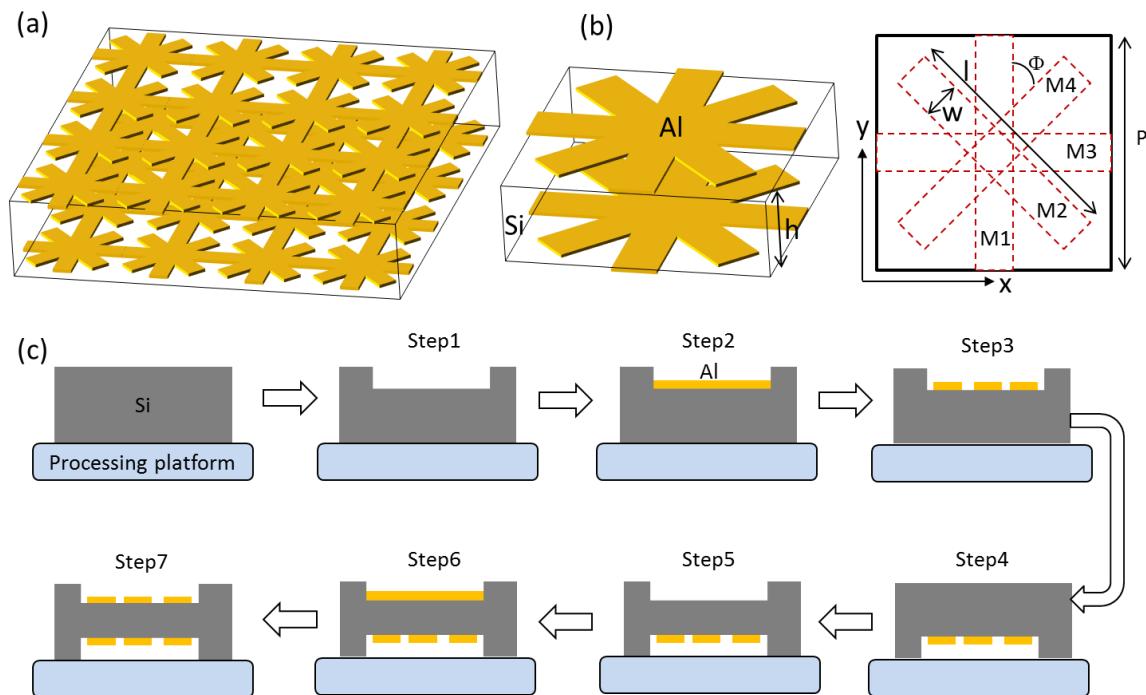 (a)
(b)
Al
Si
h
l
Φ
w
M4
M3
M2
M1
y
x
P
(c)
Step1
Step2
Step3
Si
Al
Processing platform
Step7
Step6
Step5
Step4